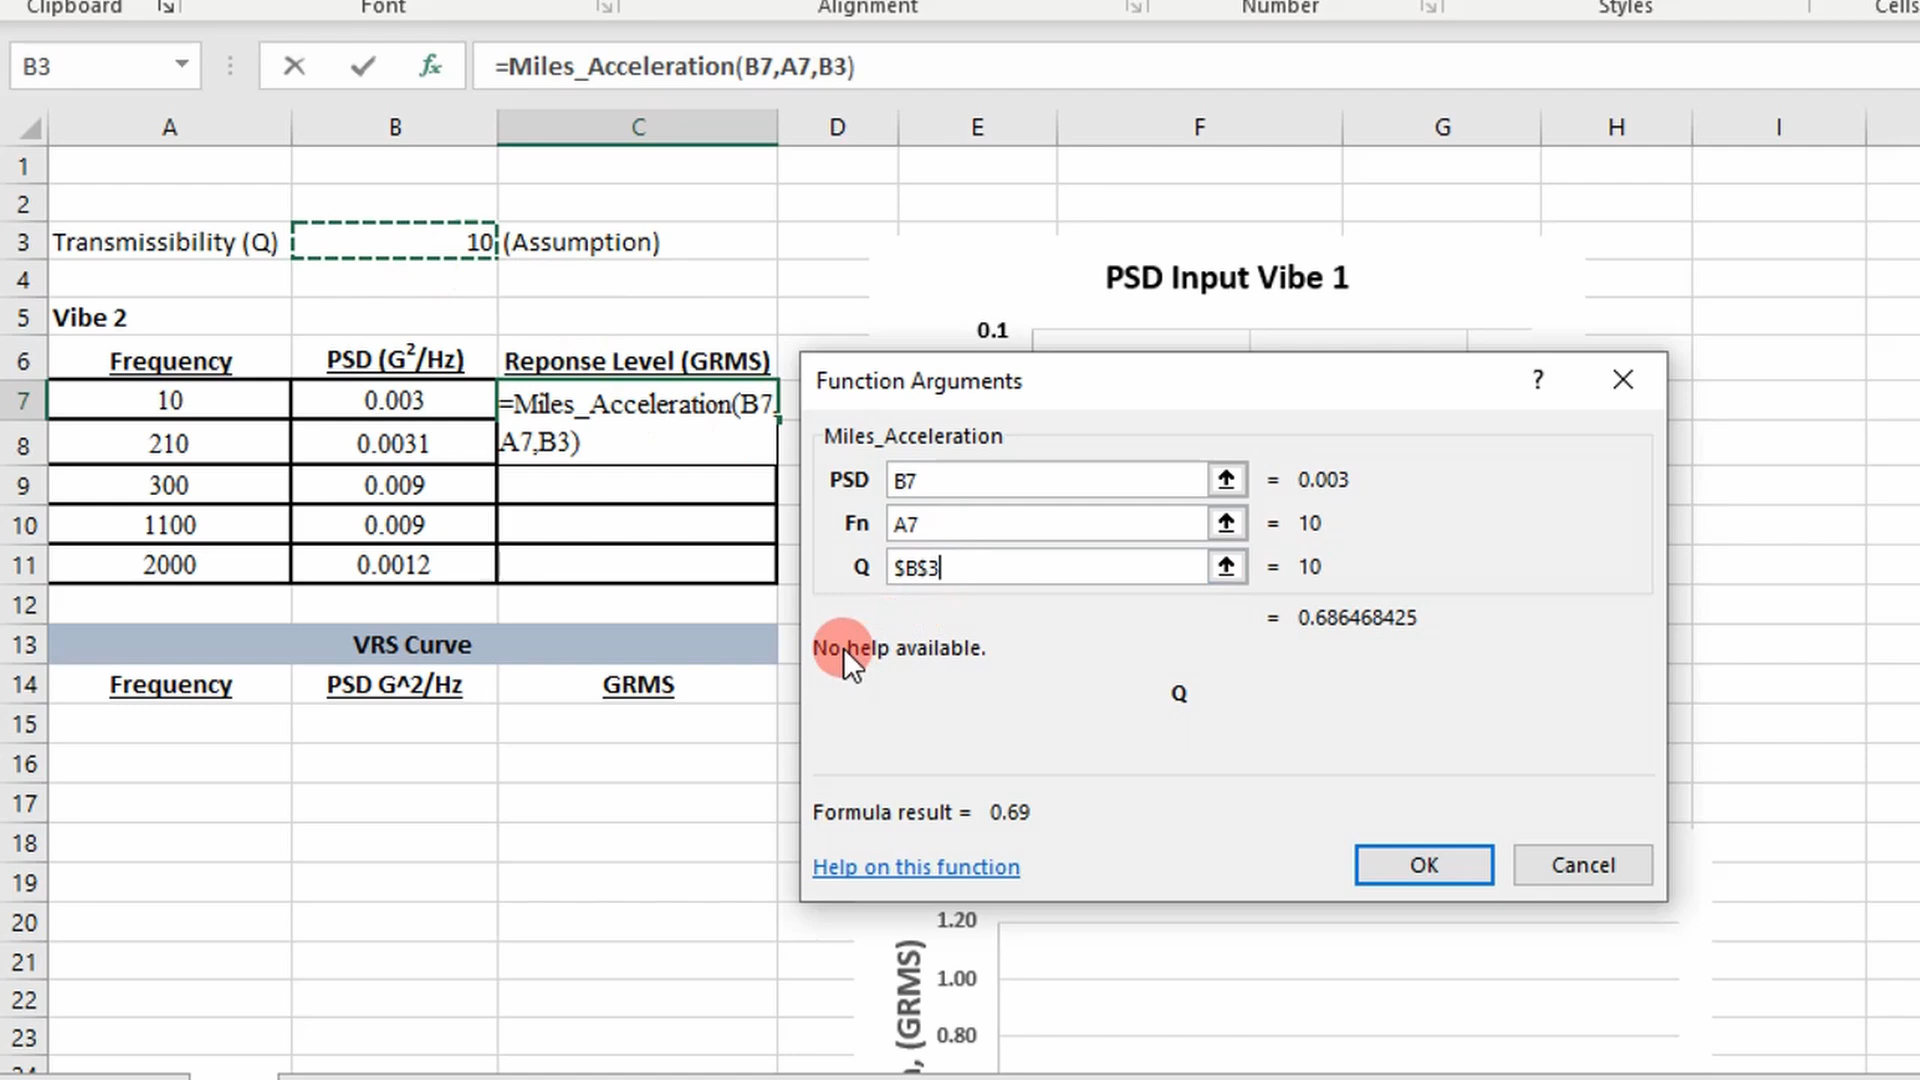 Clipboard Font Alignment Number Styles Cells
B3 fx =Miles_Acceleration(B7,A7,B3)
A B C D E F G H I
1
2
3 Transmissibility (Q) 10 (Assumption)
4
PSD Input Vibe 1
5 Vibe 2
0.1
6 Frequency PSD (G²/Hz) Reponse Level (GRMS)
7 10 0.003 =Miles_Acceleration(B7,
8 210 0.0031 A7,B3)
9 300 0.009
10 1100 0.009
11 2000 0.0012
12
13 VRS Curve
14 Frequency PSD G^2/Hz GRMS
15
16
17
18
19
20
21
22
23
24
Function Arguments ?
Miles_Acceleration
PSD B7 = 0.003
Fn A7 = 10
Q $B$3 = 10
= 0.686468425
No help available.
Q
Formula result = 0.69
Help on this function OK Cancel
1.20
1.00
0.80
(GRMS)